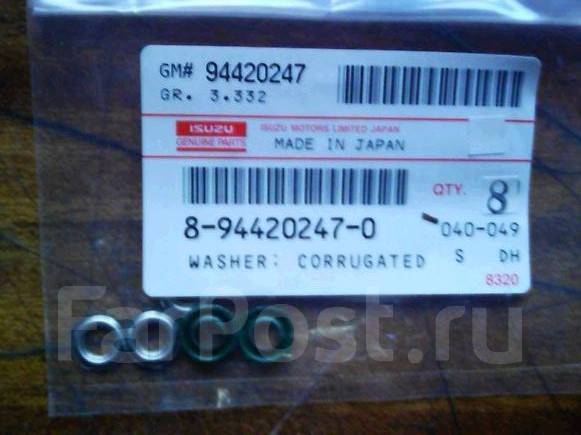 GM# 94420247
GR. 3.332
ISUZU
GENUINE PARTS
ISUZU MOTORS LIMITED JAPAN
MADE IN JAPAN
QTY. 8
8-94420247-0
040-049
WASHER: CORRUGATED S DH
8320
FarPost.ru